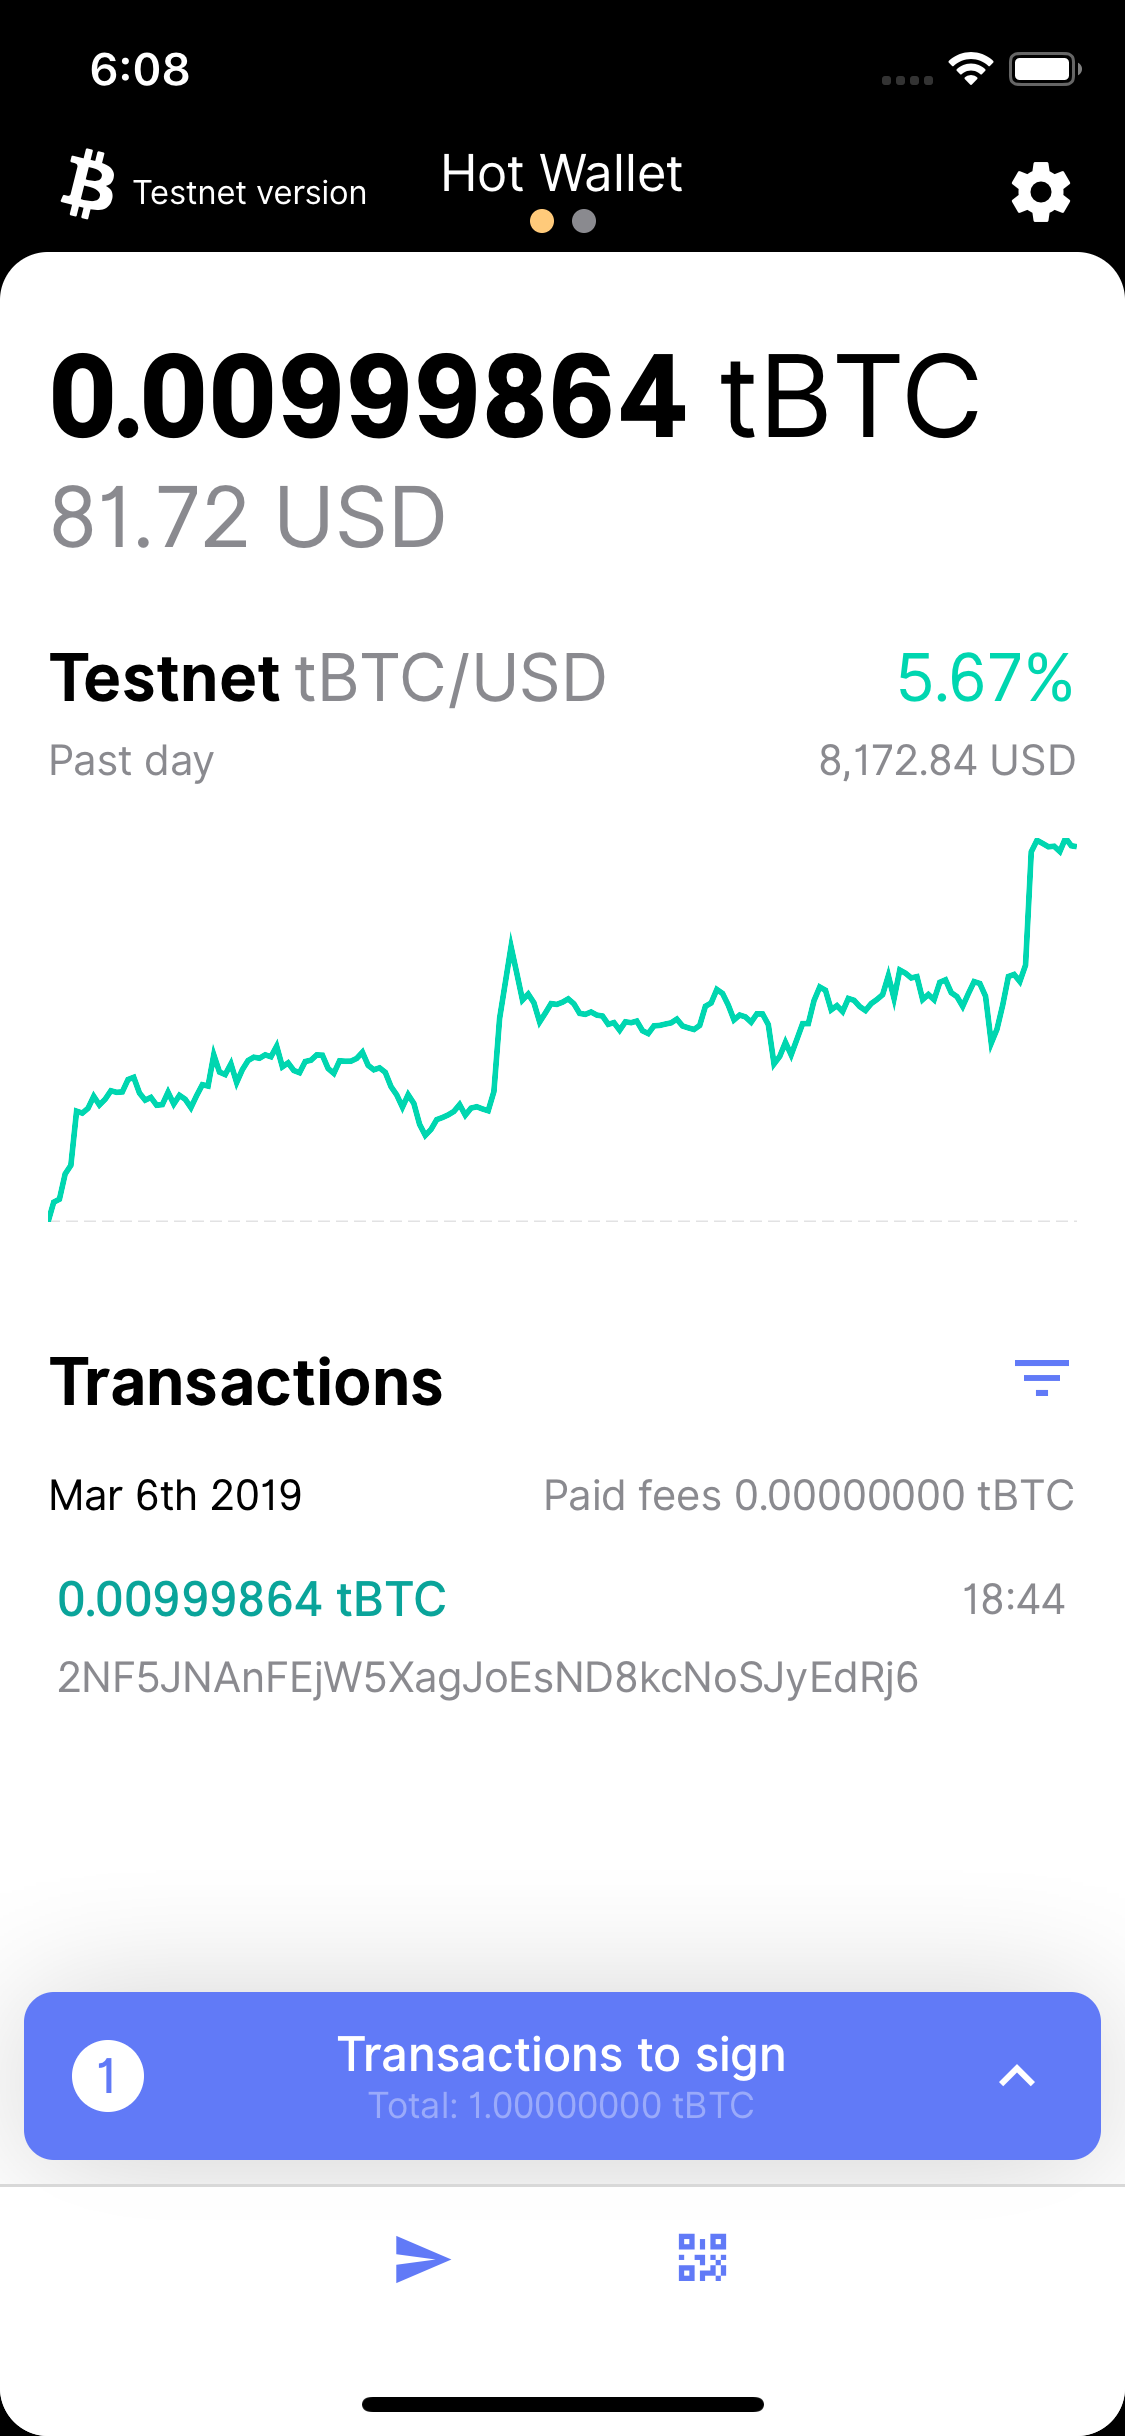 6:08
Testnet version
Hot Wallet
0.00999864 tBTC
81.72 USD
Testnet tBTC/USD 5.67%
Past day 8,172.84 USD
Transactions
Mar 6th 2019 Paid fees 0.00000000 tBTC
0.00999864 tBTC 18:44
2NF5JNAnFEjW5XagJoEsND8kcNoSJyEdRj6
1 Transactions to sign
Total: 1.00000000 tBTC